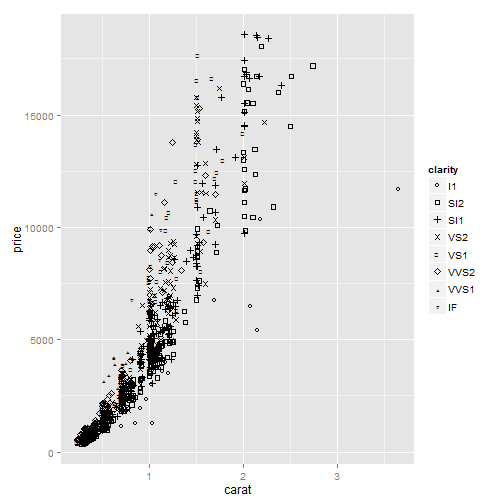 15000
10000
5000
0
price
1
2
3
carat
clarity
I1
SI2
SI1
VS2
VS1
VVS2
VVS1
IF